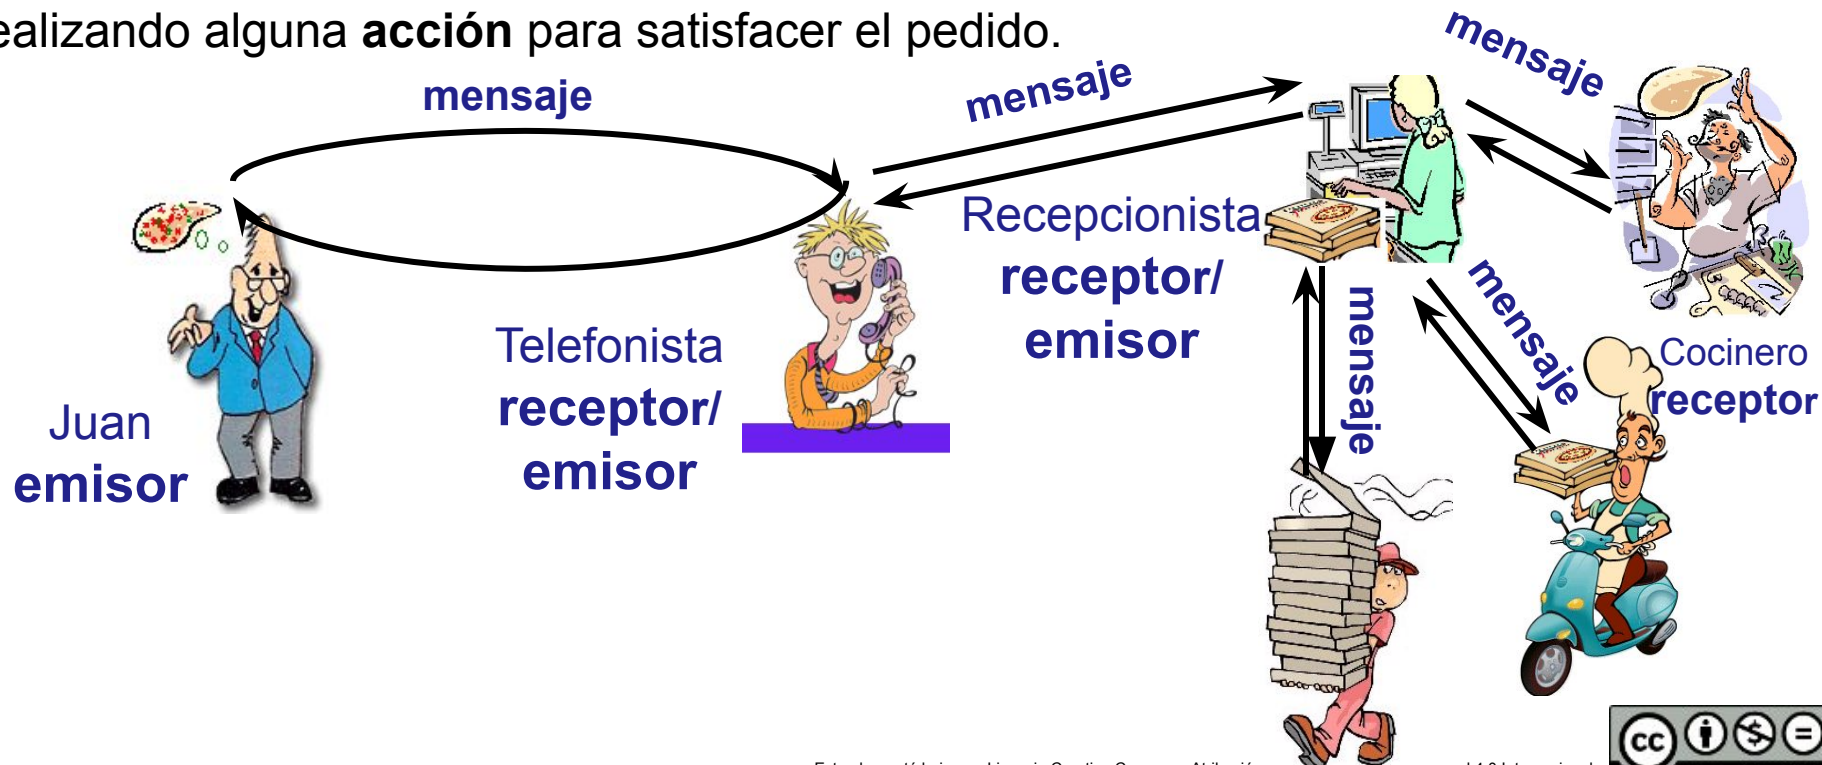 ealizando alguna acción para satisfacer el pedido.
mensaje
mensaje
mensaje
Recepcionista
receptor/
emisor
mensaje
mensaje
Telefonista
receptor/
emisor
Cocinero
receptor
Juan
emisor
cc